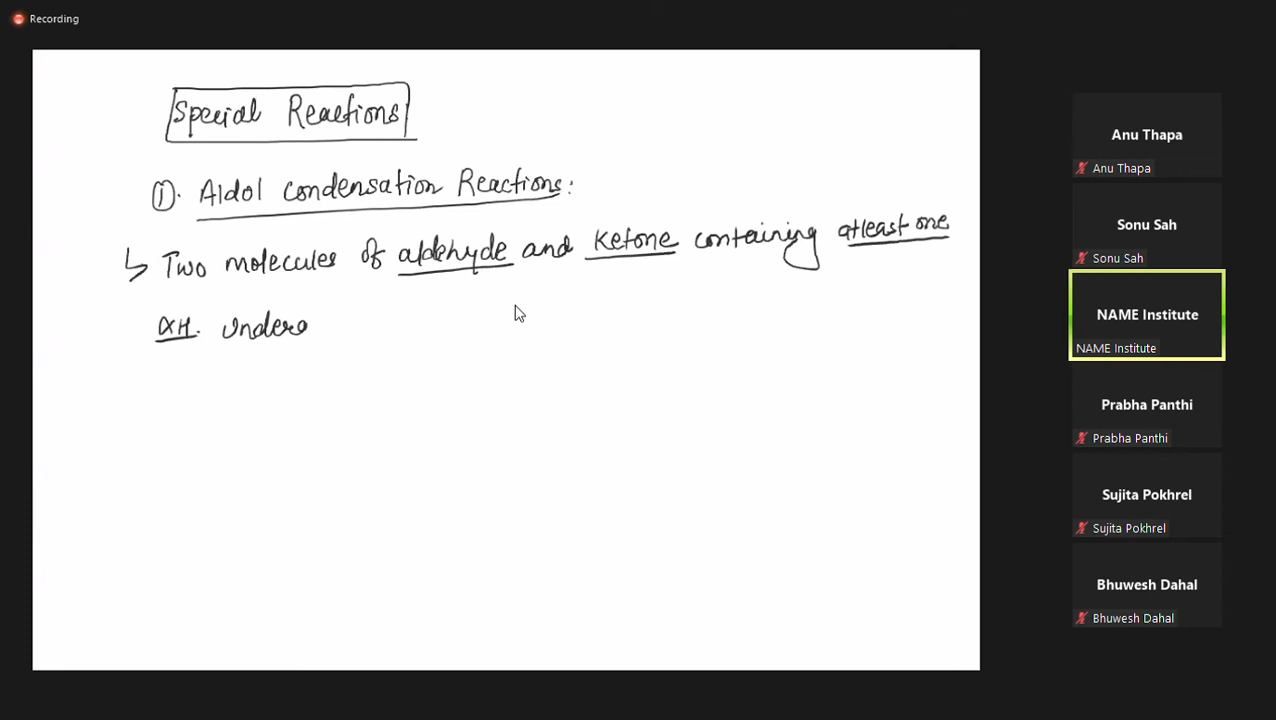 Recording
Special Reactions
①. Aldol condensation Reactions:
↳ Two molecules of aldehyde and Ketone containing atleast one
αH. Undero
Anu Thapa
Anu Thapa
Sonu Sah
Sonu Sah
NAME Institute
NAME Institute
Prabha Panthi
Prabha Panthi
Sujita Pokhrel
Sujita Pokhrel
Bhuwesh Dahal
Bhuwesh Dahal